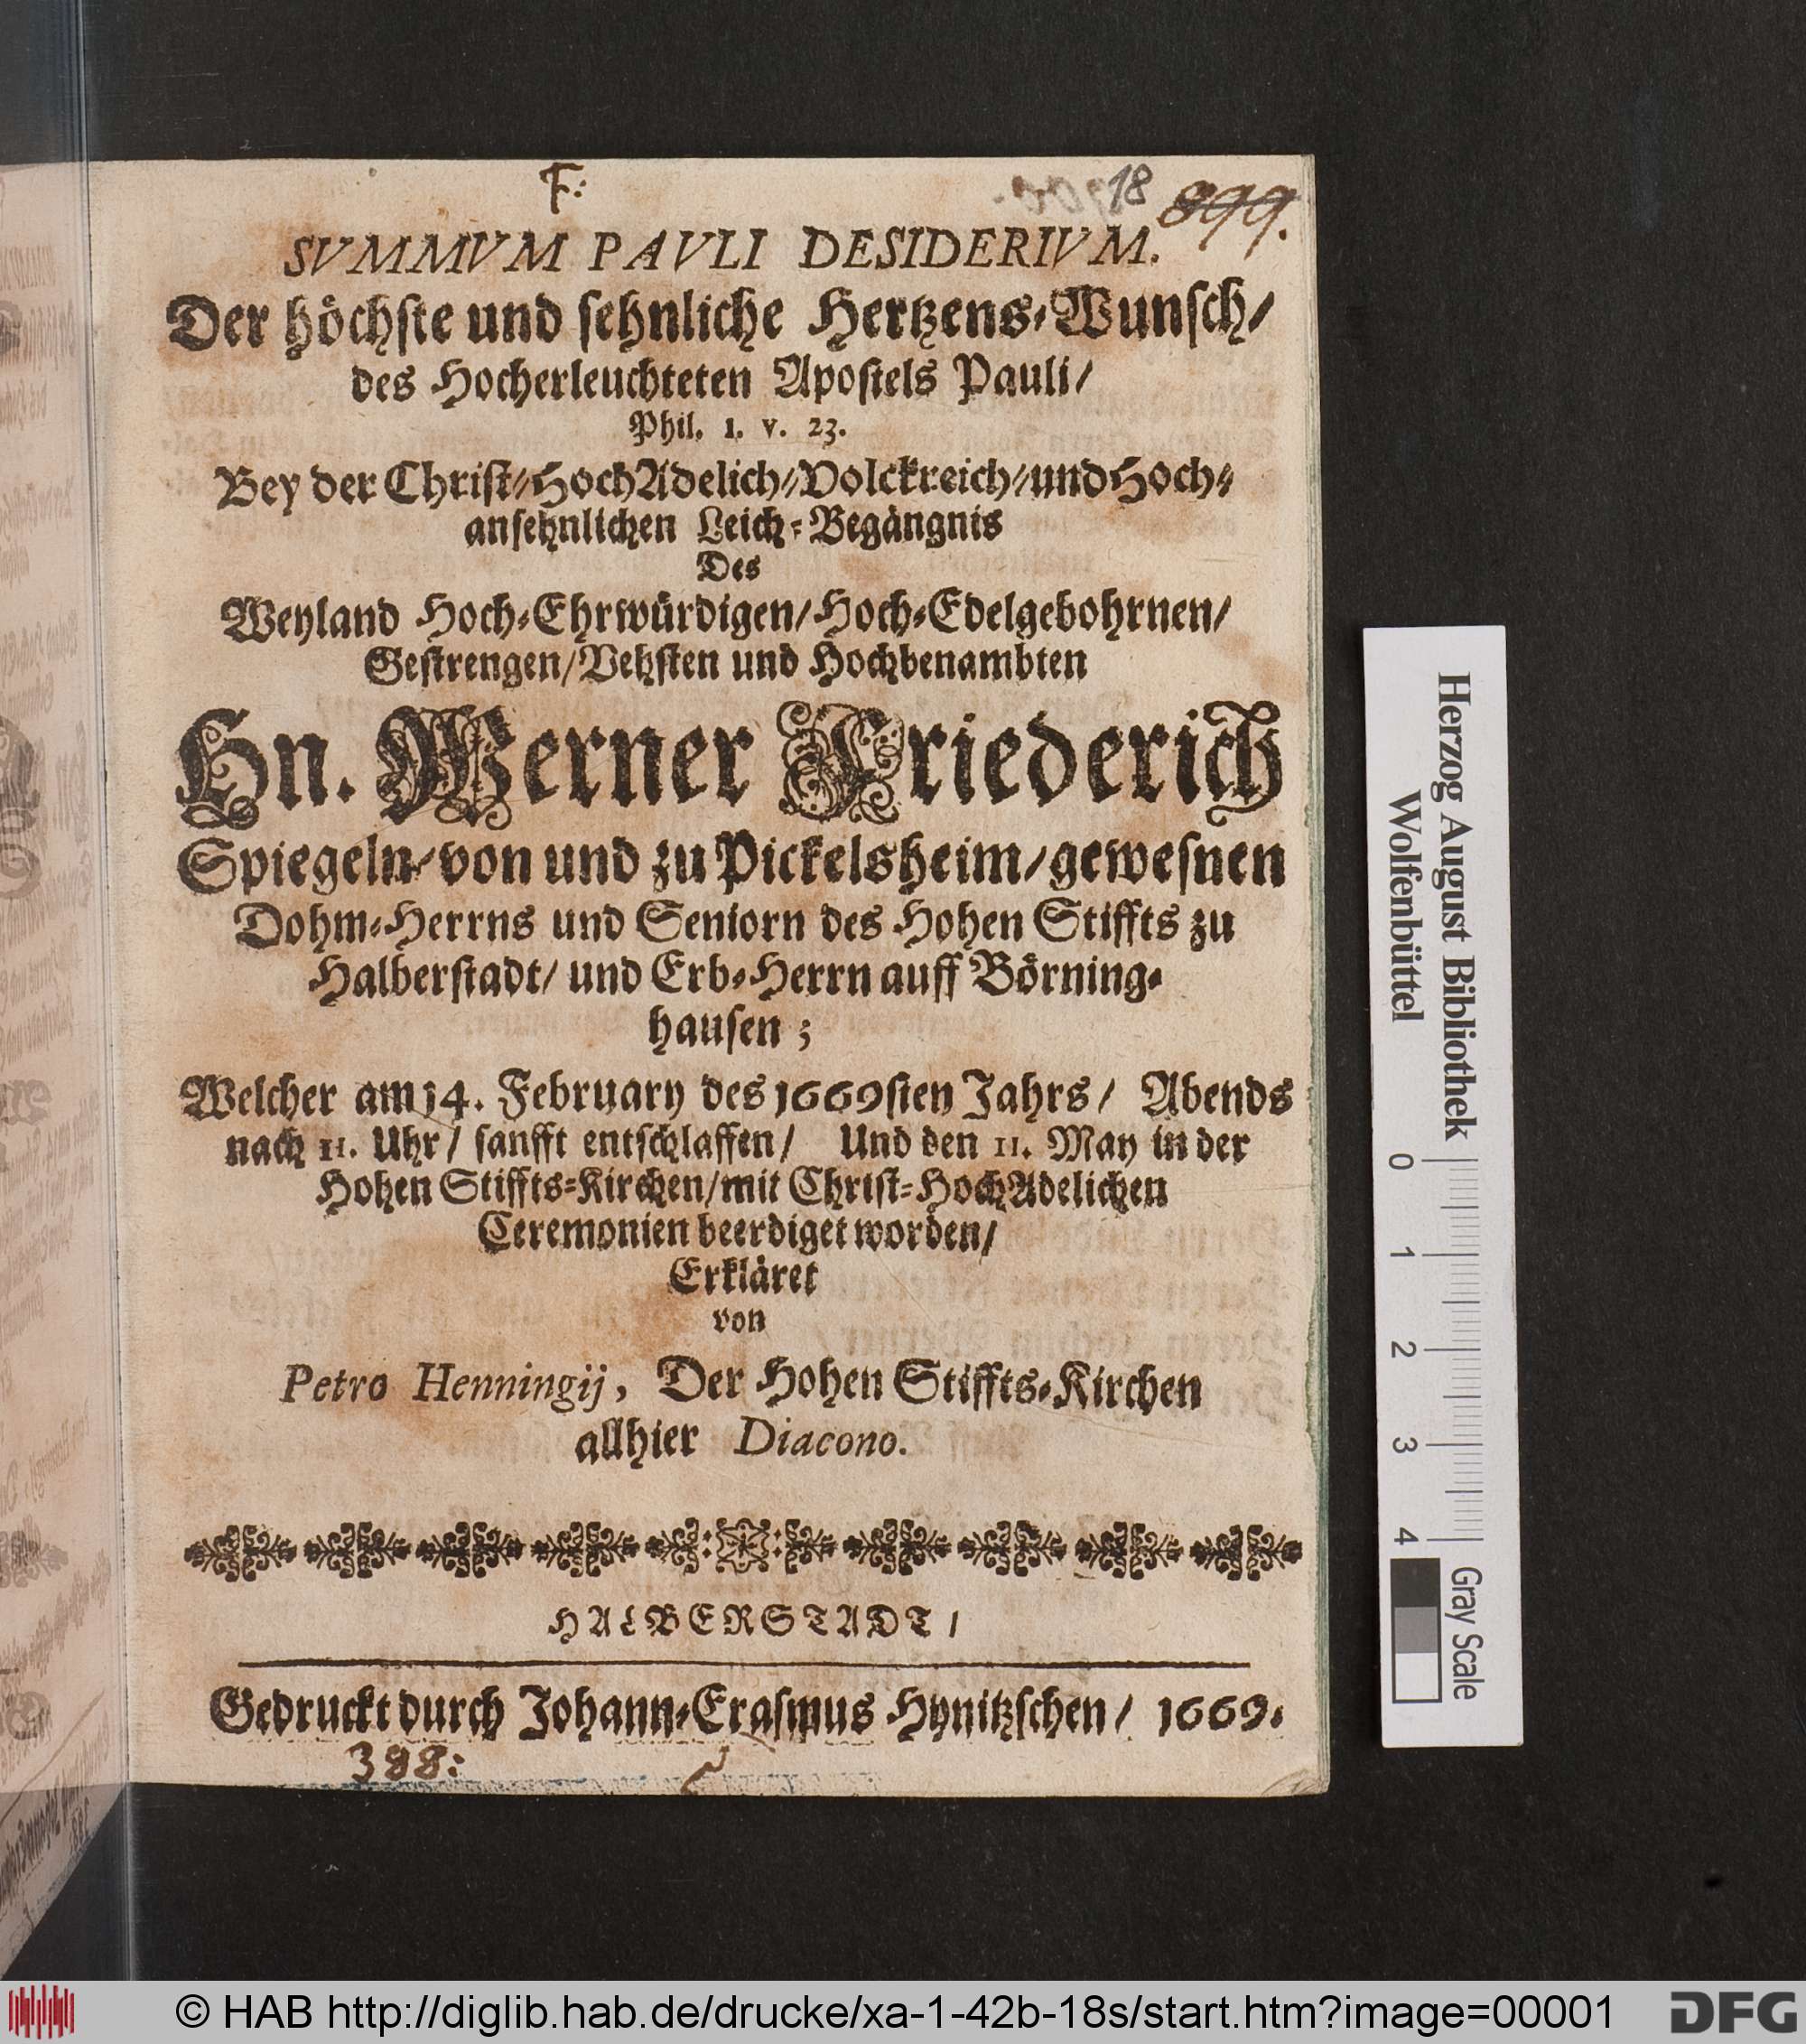 F:
18
899.
SVMMVM PAVLI DESIDERIVM.
Der höchste und sehnliche Hertzens-Wunsch/
des Hocherleuchteten Apostels Pauli/
Phil. 1. v. 23.
Bey der Christ-HochAdelich-Volckreich-und Hoch-
ansehnlichen Leich-Begängnis
Des
Weyland Hoch-Ehrwürdigen/Hoch-Edelgebohrnen/
Gestrengen/Vehsten und Hochbenambten
Hn. Werner Friederich
Spiegeln/von und zu Pickelsheim/gewesnen
Dohm-Herrns und Seniorn des Hohen Stiffts zu
Halberstadt/ und Erb-Herrn auff Börning-
hausen;
Welcher am 14. February des 1669sten Jahrs/ Abends
nach 11. Uhr/ sanfft entschlaffen/ Und den 11. May in der
Hohen Stiffts-Kirchen/mit Christ-HochAdelichen
Ceremonien beerdiget worden/
Erkläret
von
Petro Henningij, Der Hohen Stiffts-Kirchen
allhier Diacono.
HALBERSTADT/
Gedruckt durch Johann-Erasmus Hynitzschen/ 1669.
388:
Herzog August Bibliothek
Wolfenbüttel
0 1 2 3 4
Gray Scale
© HAB http://diglib.hab.de/drucke/xa-1-42b-18s/start.htm?image=00001
DFG